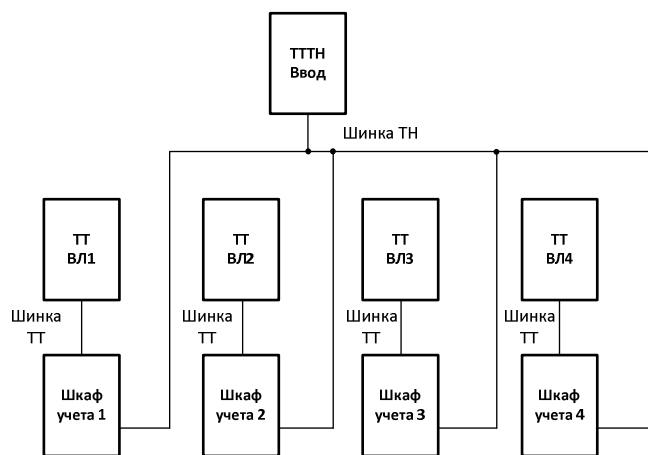 ТТТН
Ввод
Шинка ТН
ТТ
ВЛ1
ТТ
ВЛ2
ТТ
ВЛ3
ТТ
ВЛ4
Шинка
ТТ
Шинка
ТТ
Шинка
ТТ
Шинка
ТТ
Шкаф
учета 1
Шкаф
учета 2
Шкаф
учета 3
Шкаф
учета 4